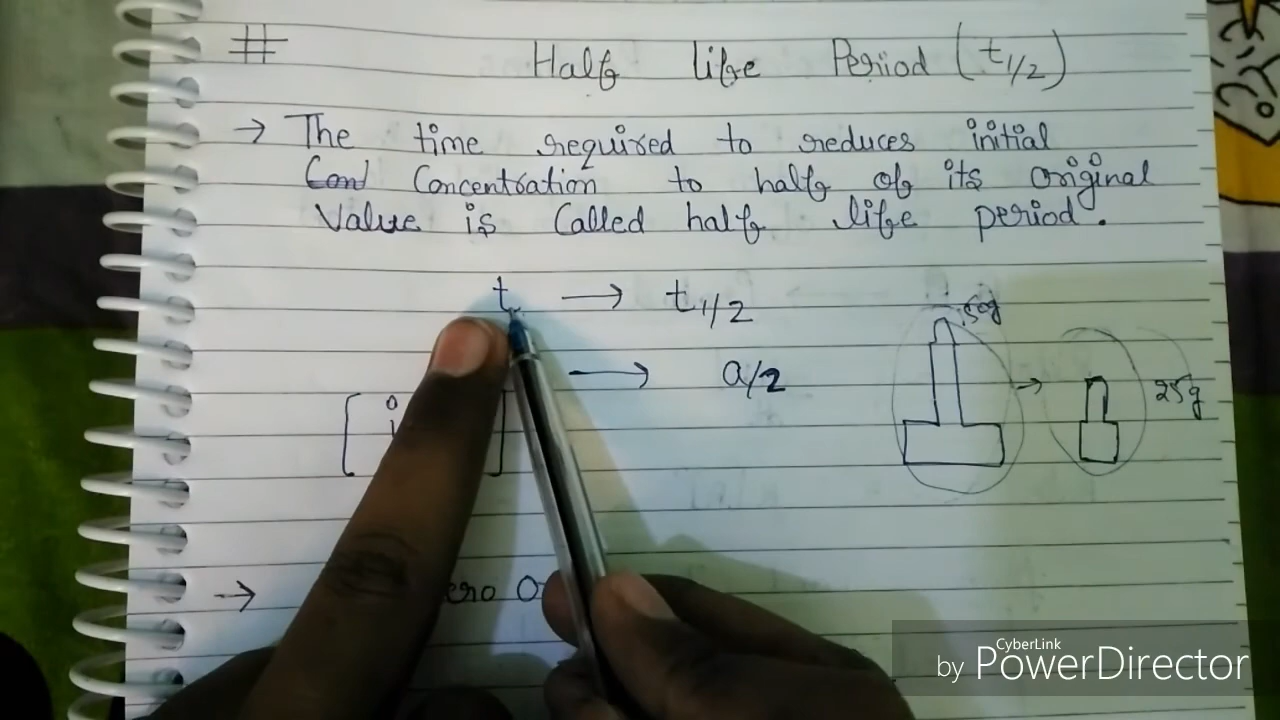 # Half life Period (t1/2)
→ The time required to reduces initial
Concentration to half of its original
Value is Called half life period.
t → t1/2
50g
→ a/2
→ 25g
→
by CyberLink PowerDirector